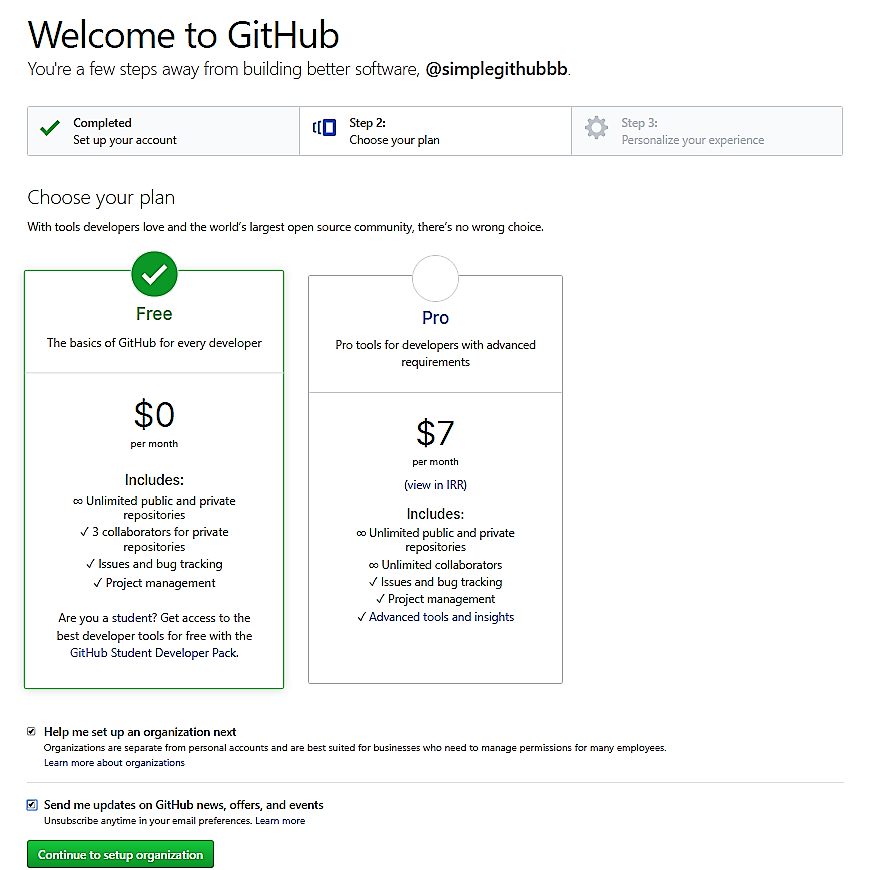 Welcome to GitHub
You're a few steps away from building better software, @simplegithubbb.
Completed
Set up your account
Step 2:
Choose your plan
Step 3:
Personalize your experience
Choose your plan
With tools developers love and the world's largest open source community, there's no wrong choice.
Free
The basics of GitHub for every developer
$0
per month
Includes:
∞ Unlimited public and private
repositories
✓ 3 collaborators for private
repositories
✓ Issues and bug tracking
✓ Project management
Are you a student? Get access to the
best developer tools for free with the
GitHub Student Developer Pack.
Pro
Pro tools for developers with advanced
requirements
$7
per month
(view in IRR)
Includes:
∞ Unlimited public and private
repositories
∞ Unlimited collaborators
✓ Issues and bug tracking
✓ Project management
✓ Advanced tools and insights
Help me set up an organization next
Organizations are separate from personal accounts and are best suited for businesses who need to manage permissions for many employees.
Learn more about organizations
Send me updates on GitHub news, offers, and events
Unsubscribe anytime in your email preferences. Learn more
Continue to setup organization